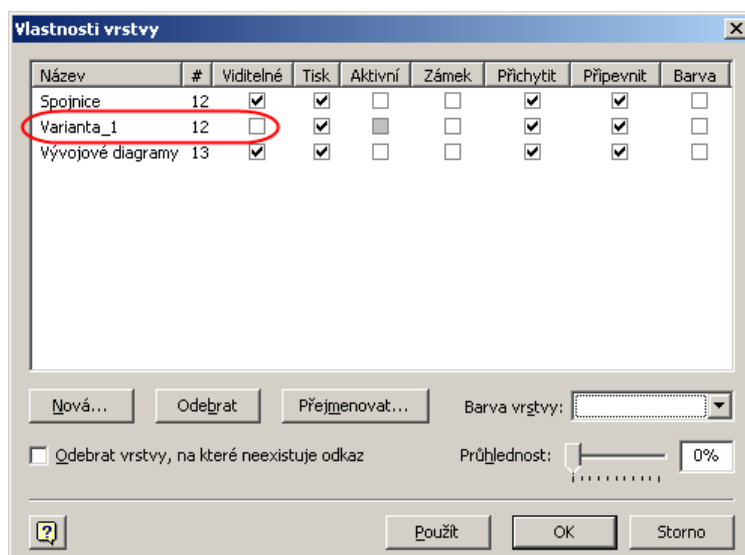 Vlastnosti vrstvy
Název # Viditelné Tisk Aktivní Zámek Přichytit Připevnit Barva
Spojnice 12
Varianta_1 12
Vývojové diagramy 13
Nová... Odebrat Přejmenovat... Barva vrstvy:
Odebrat vrstvy, na které neexistuje odkaz Průhlednost: 0%
Použít OK Storno